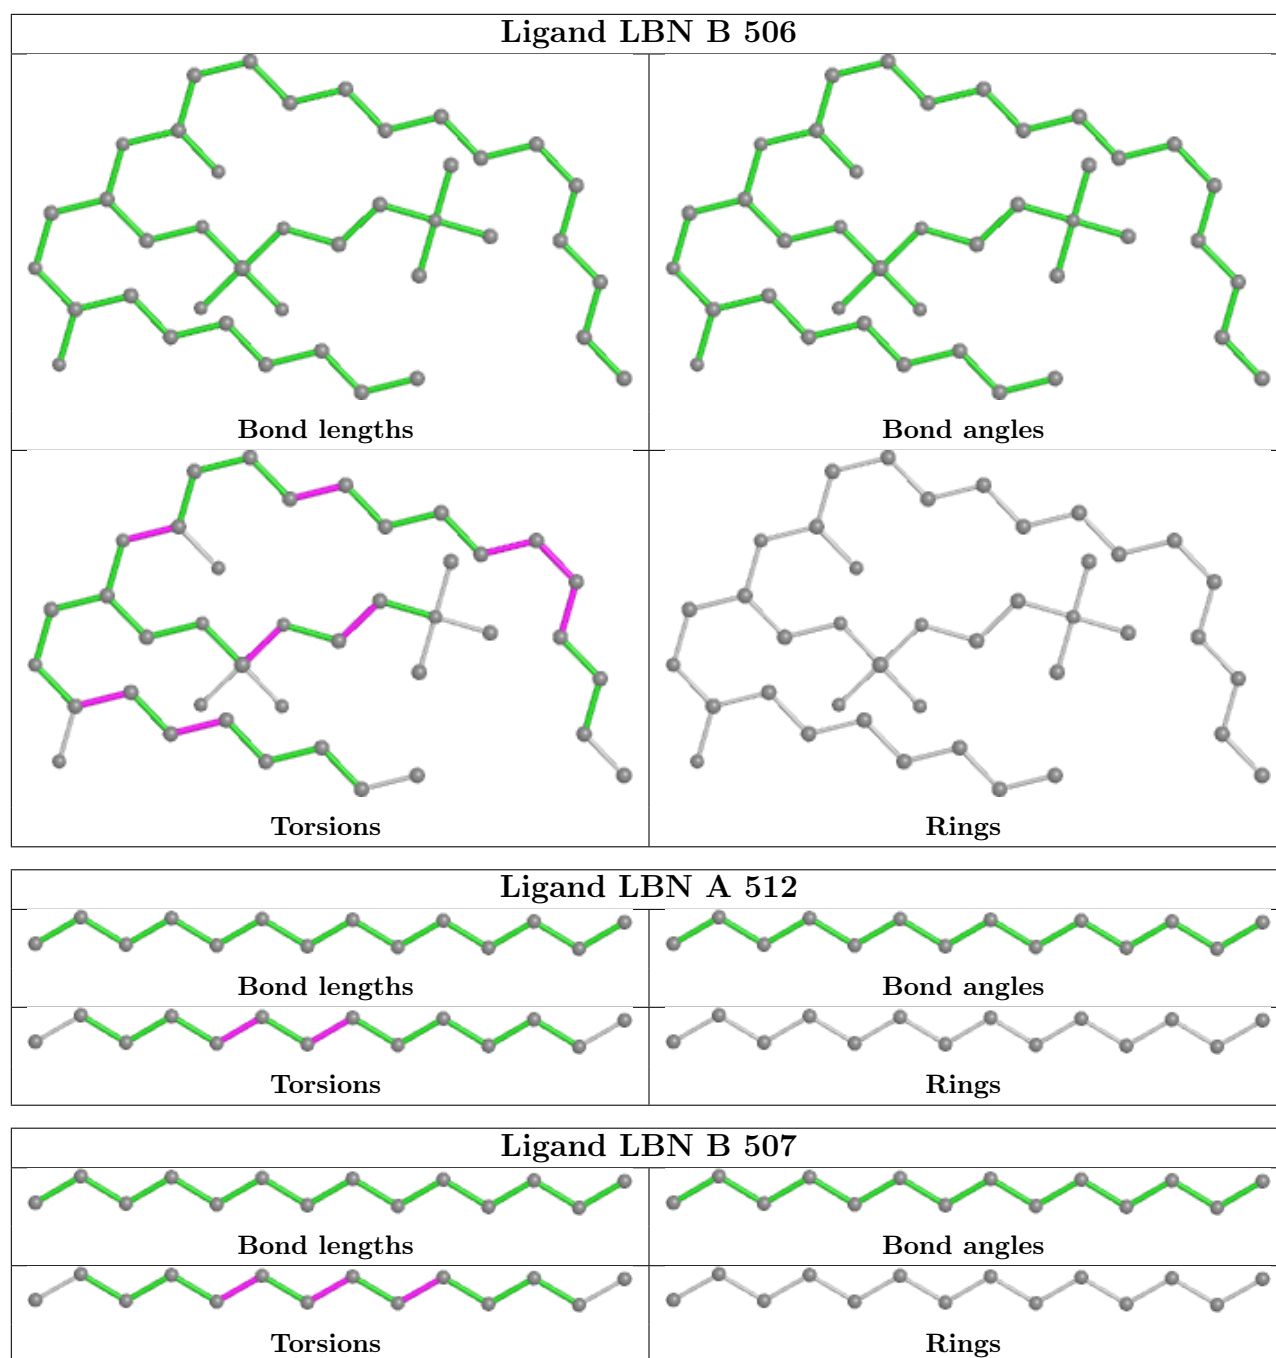 Ligand LBN B 506
Bond lengths
Bond angles
Torsions
Rings
Ligand LBN A 512
Bond lengths
Bond angles
Torsions
Rings
Ligand LBN B 507
Bond lengths
Bond angles
Torsions
Rings